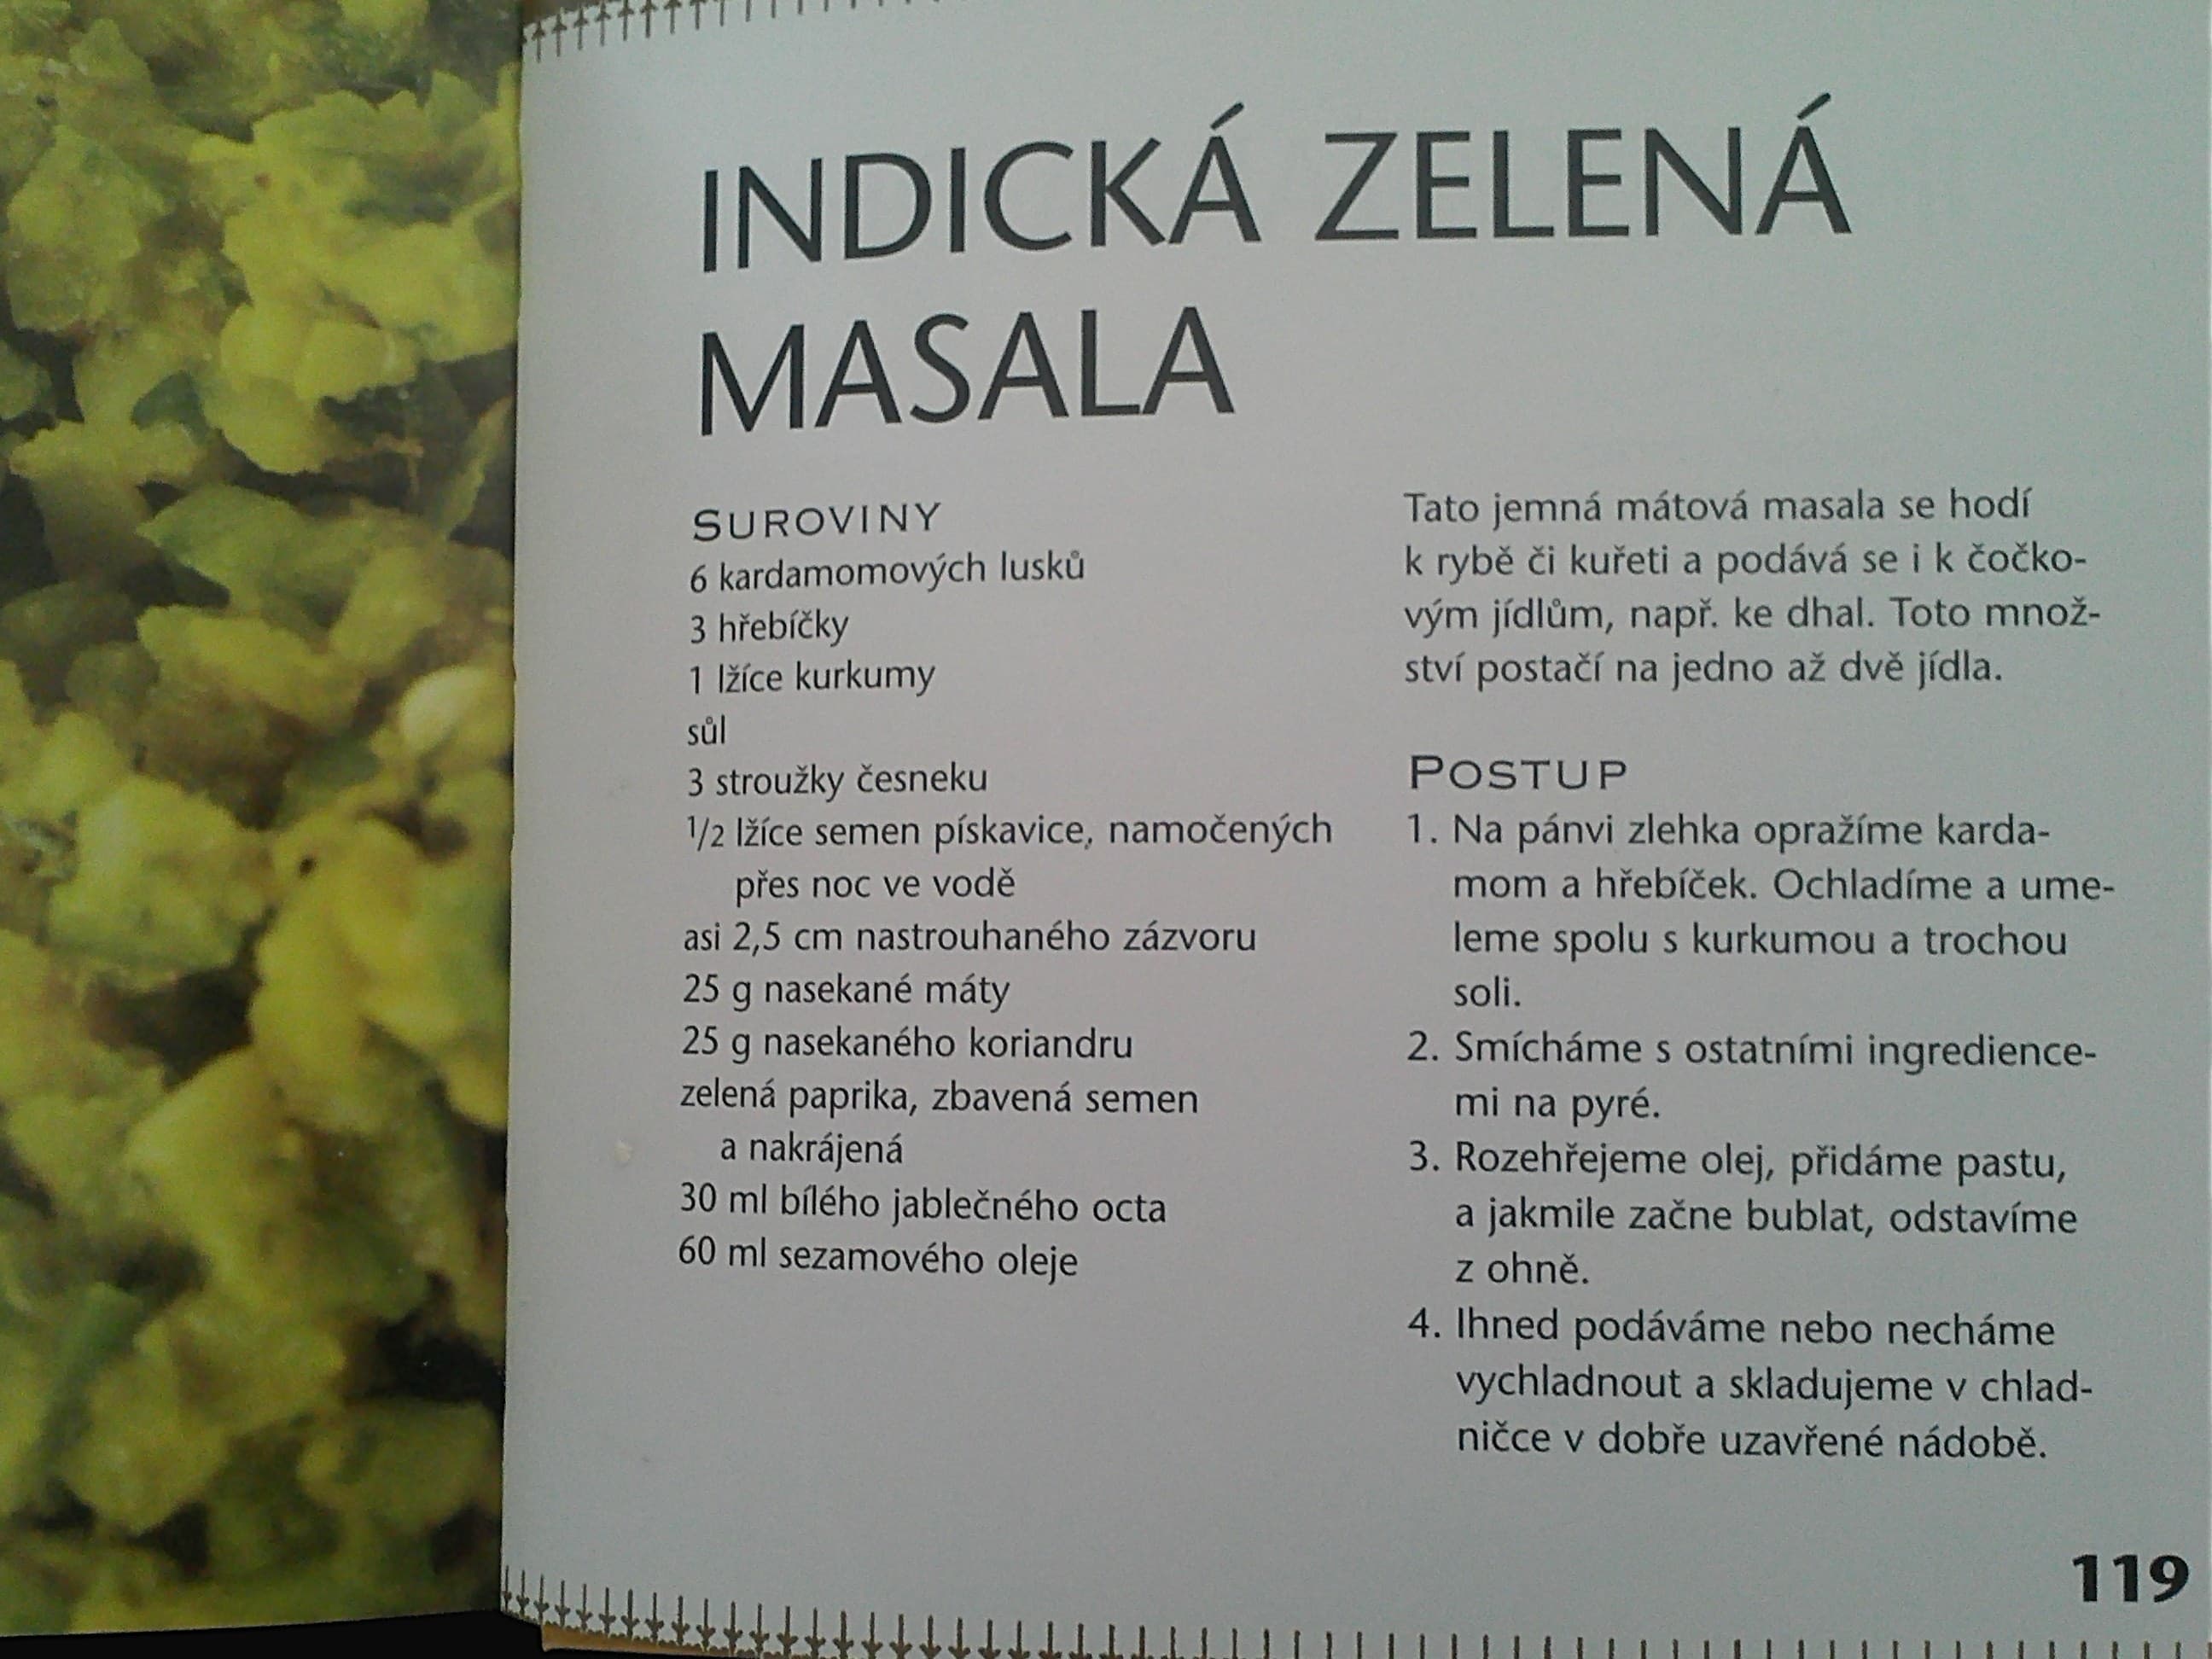 INDICKÁ ZELENÁ
MASALA
SUROVINY
6 kardamomových lusků
3 hřebíčky
1 lžíce kurkumy
sůl
3 stroužky česneku
1/2 lžíce semen pískavice, namočených
přes noc ve vodě
asi 2,5 cm nastrouhaného zázvoru
25 g nasekané máty
25 g nasekaného koriandru
zelená paprika, zbavená semen
a nakrájená
30 ml bílého jablečného octa
60 ml sezamového oleje
Tato jemná mátová masala se hodí
k rybě či kuřeti a podává se i k čočko-
vým jídlům, např. ke dhal. Toto množ-
ství postačí na jedno až dvě jídla.
POSTUP
1. Na pánvi zlehka opražíme karda-
mom a hřebíček. Ochladíme a ume-
leme spolu s kurkumou a trochou
soli.
2. Smícháme s ostatními ingredience-
mi na pyré.
3. Rozehřejeme olej, přidáme pastu,
a jakmile začne bublat, odstavíme
z ohně.
4. Ihned podáváme nebo necháme
vychladnout a skladujeme v chlad-
ničce v dobře uzavřené nádobě.
119